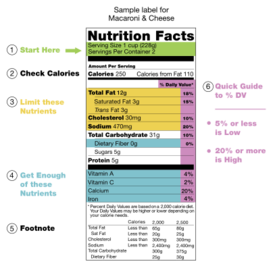 Sample label for
Macaroni & Cheese
Nutrition Facts
① Start Here
Serving Size 1 cup (228g)
Servings Per Container 2
Amount Per Serving
② Check Calories
Calories 250 Calories from Fat 110
% Daily Value*
③ Limit these
Nutrients
Total Fat 12g 18%
Saturated Fat 3g 15%
Trans Fat 3g
Cholesterol 30mg 10%
Sodium 470mg 20%
Total Carbohydrate 31g 10%
Dietary Fiber 0g 0%
Sugars 5g
Protein 5g
④ Get Enough
of these
Nutrients
Vitamin A 4%
Vitamin C 2%
Calcium 20%
Iron 4%
⑤ Footnote
* Percent Daily Values are based on a 2,000 calorie diet.
Your Daily Values may be higher or lower depending on
your calorie needs.
Calories 2,000 2,500
Total Fat Less than 65g 80g
Sat Fat Less than 20g 25g
Cholesterol Less than 300mg 300mg
Sodium Less than 2,400mg 2,400mg
Total Carbohydrate 300g 375g
Dietary Fiber 25g 30g
⑥ Quick Guide
to % DV
• 5% or less
is Low
• 20% or more
is High